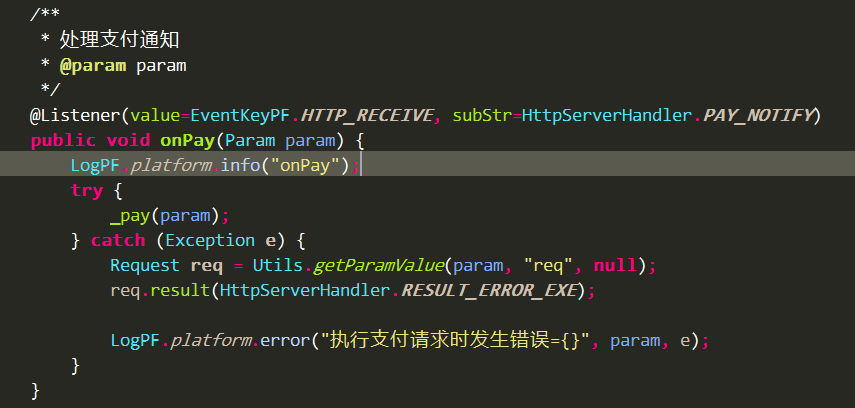 /**
 * 处理支付通知
 * @param param
 */
@Listener(value=EventKeyPF.HTTP_RECEIVE, subStr=HttpServerHandler.PAY_NOTIFY)
public void onPay(Param param) {
    LogPF.platform.info("onPay");
    try {
        _pay(param);
    } catch (Exception e) {
        Request req = Utils.getParamValue(param, "req", null);
        req.result(HttpServerHandler.RESULT_ERROR_EXE);

        LogPF.platform.error("执行支付请求时发生错误={}", param, e);
    }
}